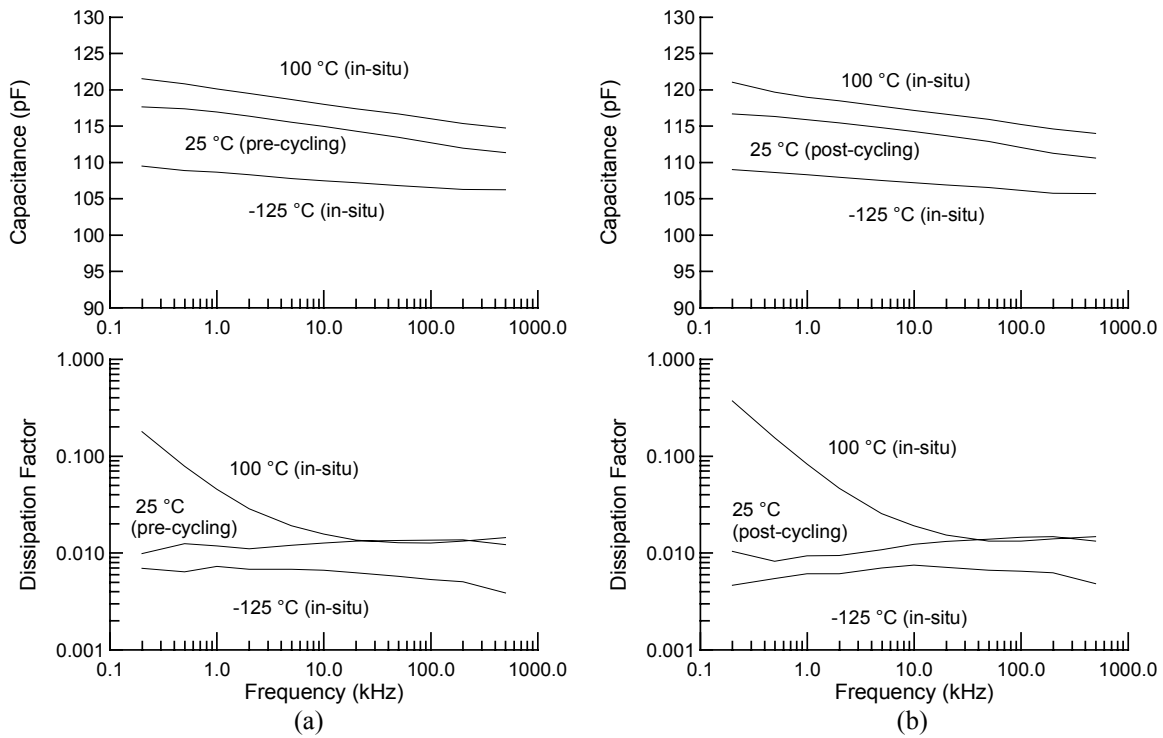 130
125
120
115
110
105
100
95
90
Capacitance (pF)
100 °C (in-situ)
25 °C (pre-cycling)
-125 °C (in-situ)
0.1 1.0 10.0 100.0 1000.0
130
125
120
115
110
105
100
95
90
Capacitance (pF)
100 °C (in-situ)
25 °C (post-cycling)
-125 °C (in-situ)
0.1 1.0 10.0 100.0 1000.0
1.000
0.100
0.010
0.001
Dissipation Factor
100 °C (in-situ)
25 °C
(pre-cycling)
-125 °C (in-situ)
0.1 1.0 10.0 100.0 1000.0
Frequency (kHz)
(a)
1.000
0.100
0.010
0.001
Dissipation Factor
100 °C (in-situ)
25 °C
(post-cycling)
-125 °C (in-situ)
0.1 1.0 10.0 100.0 1000.0
Frequency (kHz)
(b)